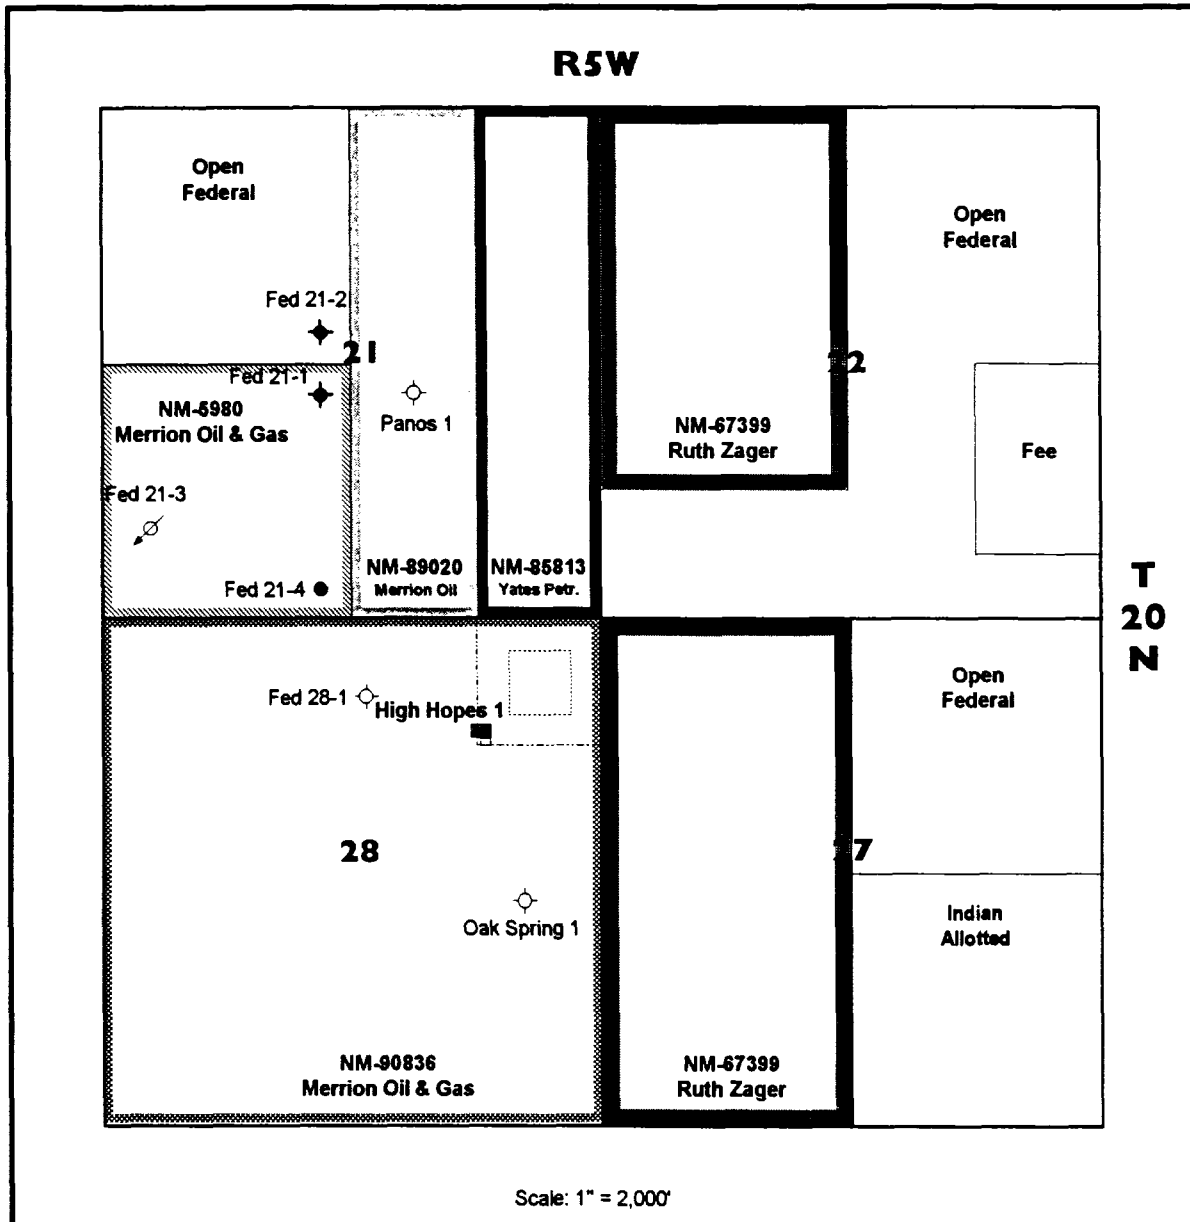 R5W
Open
Federal
Open
Federal
Fed 21-2
21
22
Fed 21-1
NM-5980
Merrion Oil & Gas
Panos 1
NM-67399
Ruth Zager
Fee
Fed 21-3
Fed 21-4
NM-89020
Merrion Oil
NM-85813
Yates Petr.
T
20
N
Open
Federal
Fed 28-1
High Hopes 1
28
27
Oak Spring 1
Indian
Allotted
NM-90836
Merrion Oil & Gas
NM-67399
Ruth Zager
Scale: 1" = 2,000'